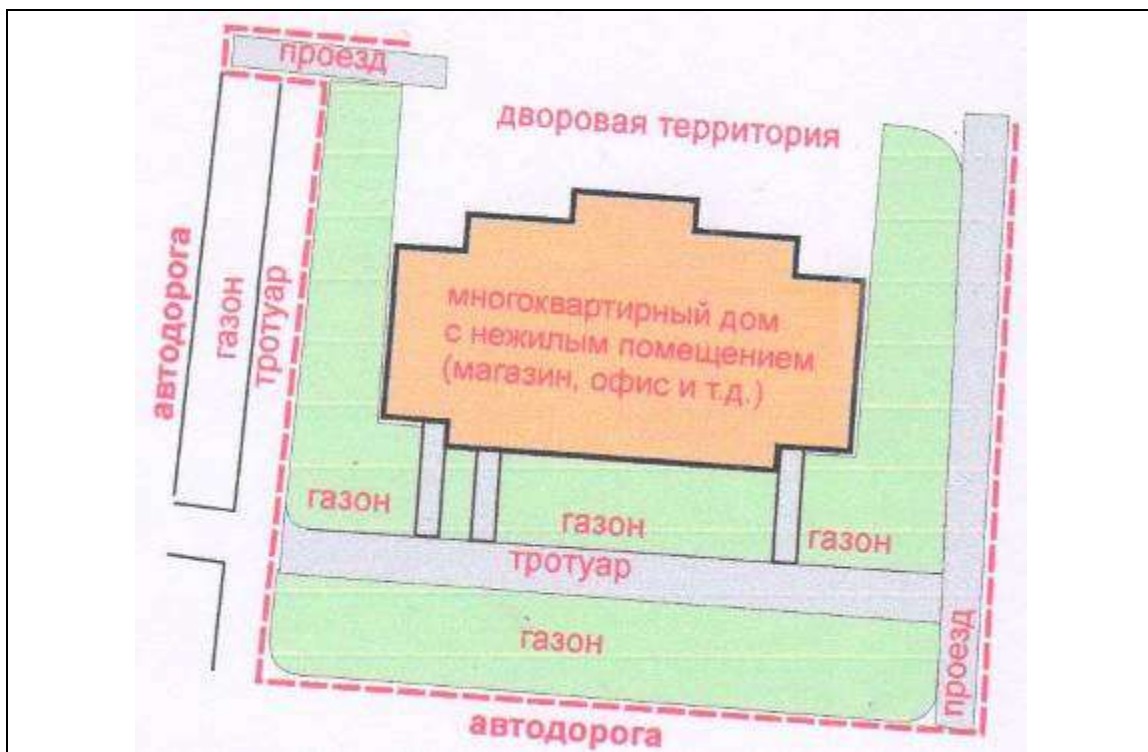 проезд
дворовая территория
автодорога
газон
тротуар
многоквартирный дом
с нежилым помещением
(магазин, офис и т.д.)
газон
газон
газон
тротуар
газон
проезд
автодорога